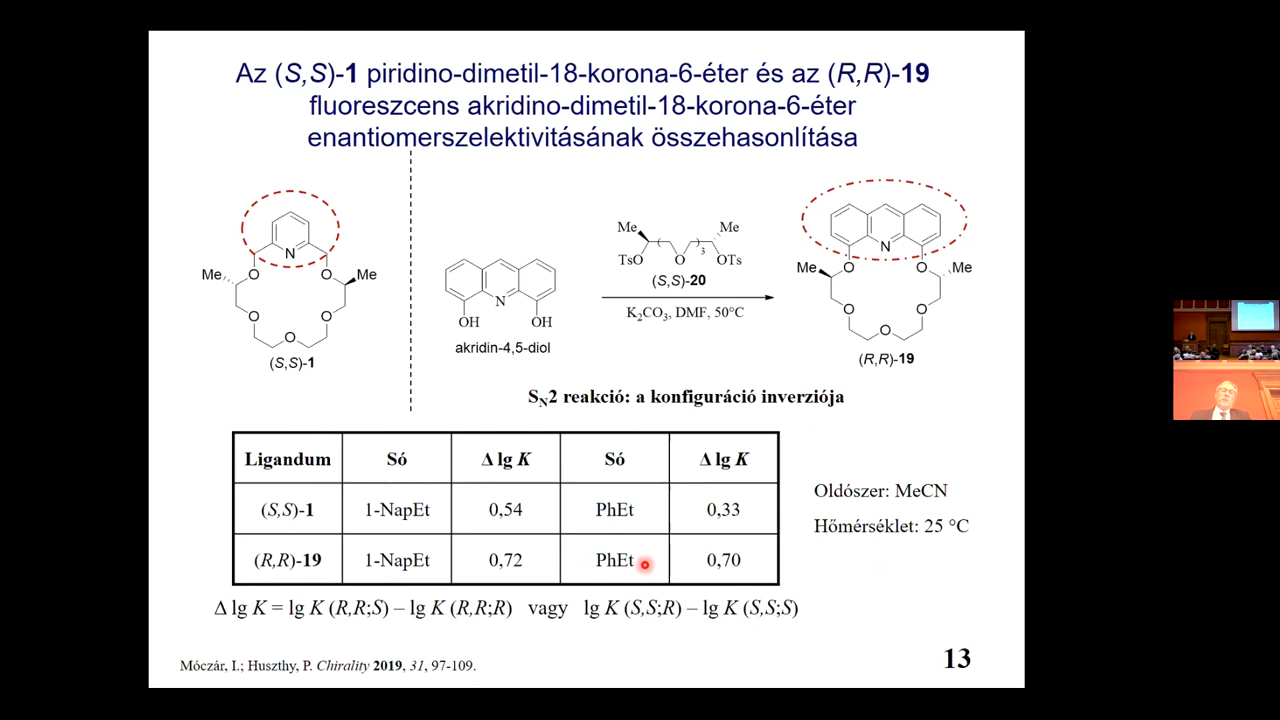 Az (S,S)-1 piridino-dimetil-18-korona-6-éter és az (R,R)-19
fluoreszcens akridino-dimetil-18-korona-6-éter
enantiomerszelektivitásának összehasonlítása
N
Me
O
O
Me
O
O
O
(S,S)-1
N
OH
OH
akridin-4,5-diol
Me
Me
TsO
O
3
OTs
(S,S)-20
K₂CO₃, DMF, 50°C
N
Me
O
O
Me
O
O
O
(R,R)-19
SN2 reakció: a konfiguráció inverziója
Ligandum Só Δ lg K Só Δ lg K
(S,S)-1 1-NapEt 0,54 PhEt 0,33
(R,R)-19 1-NapEt 0,72 PhEt 0,70
Oldószer: MeCN
Hőmérséklet: 25 °C
Δ lg K = lg K (R,R;S) – lg K (R,R;R) vagy lg K (S,S;R) – lg K (S,S;S)
Móczár, I.; Huszthy, P. Chirality 2019, 31, 97-109.
13